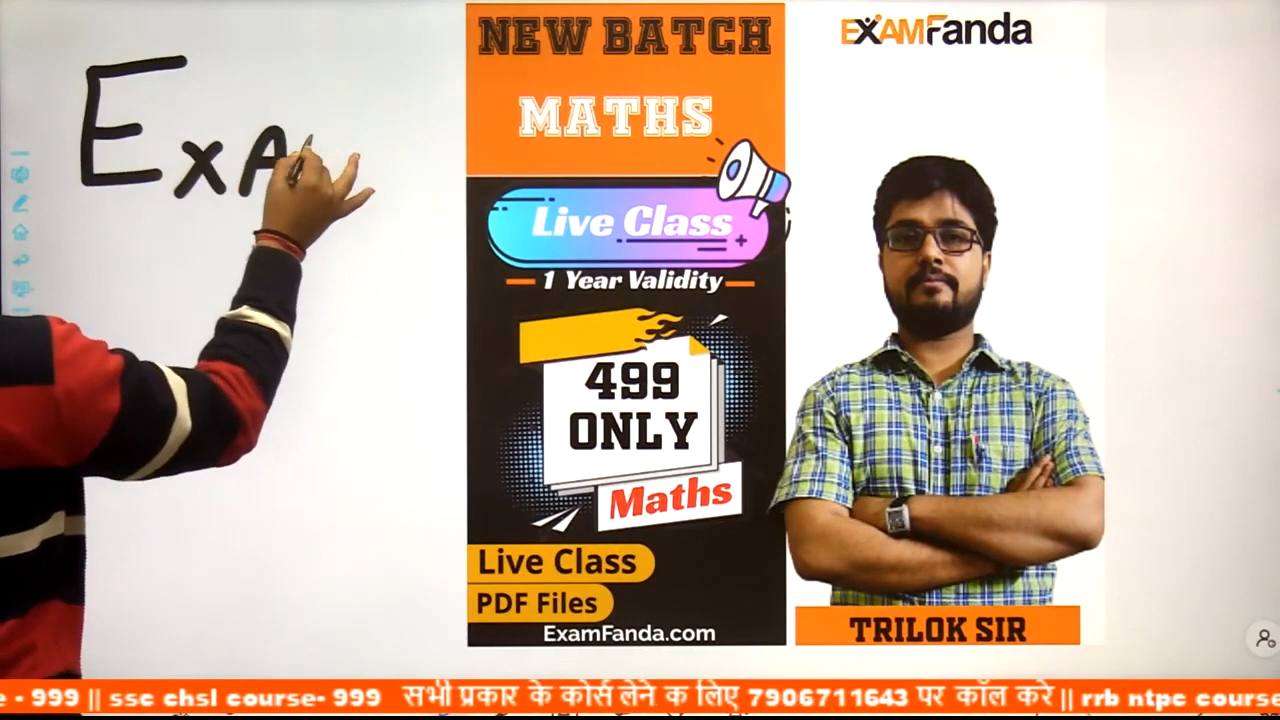 ExA
NEW BATCH
MATHS
Live Class
1 Year Validity
499
ONLY
Maths
Live Class
PDF Files
ExamFanda.com
EXAMFanda
TRILOK SIR
e - 999 || ssc chsl course- 999 सभी प्रकार के कोर्स लेने क लिए 7906711643 पर कॉल करे || rrb ntpc course